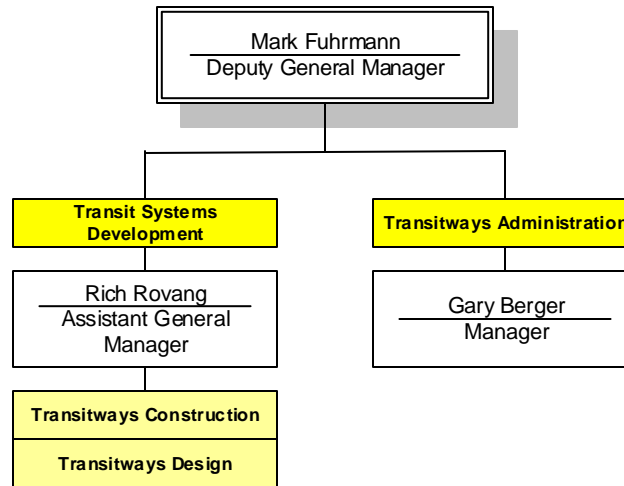 Mark Fuhrmann
Deputy General Manager
Transit Systems
Development
Transitways Administration
Rich Rovang
Assistant General
Manager
Gary Berger
Manager
Transitways Construction
Transitways Design